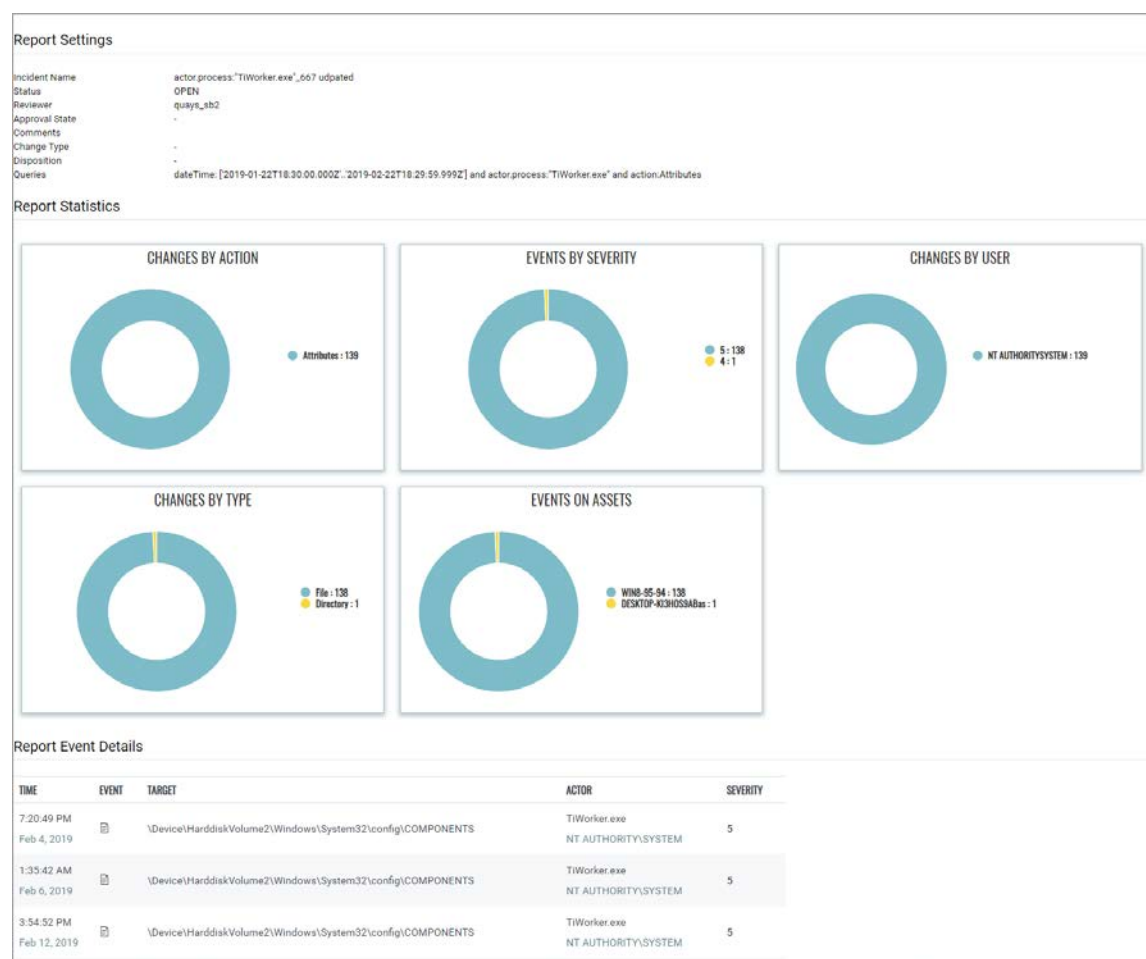 Report Settings
Incident Name actor.process:"TiWorker.exe"_667 udpated
Status OPEN
Reviewer quays_sb2
Approval State -
Comments
Change Type -
Disposition -
Queries dateTime: ['2019-01-22T18:30:00.000Z'..'2019-02-22T18:29:59.999Z'] and actor.process:"TiWorker.exe" and action:Attributes
Report Statistics
CHANGES BY ACTION
Attributes : 139
EVENTS BY SEVERITY
5 : 138
4 : 1
CHANGES BY USER
NT AUTHORITYSYSTEM : 139
CHANGES BY TYPE
File : 138
Directory : 1
EVENTS ON ASSETS
WIN8-95-94 : 138
DESKTOP-KI3HOS9ABas : 1
Report Event Details
TIME EVENT TARGET ACTOR SEVERITY
7:20:49 PM TiWorker.exe
\Device\HarddiskVolume2\Windows\System32\config\COMPONENTS 5
Feb 4, 2019 NT AUTHORITY\SYSTEM
1:35:42 AM TiWorker.exe
\Device\HarddiskVolume2\Windows\System32\config\COMPONENTS 5
Feb 6, 2019 NT AUTHORITY\SYSTEM
3:54:52 PM TiWorker.exe
\Device\HarddiskVolume2\Windows\System32\config\COMPONENTS 5
Feb 12, 2019 NT AUTHORITY\SYSTEM